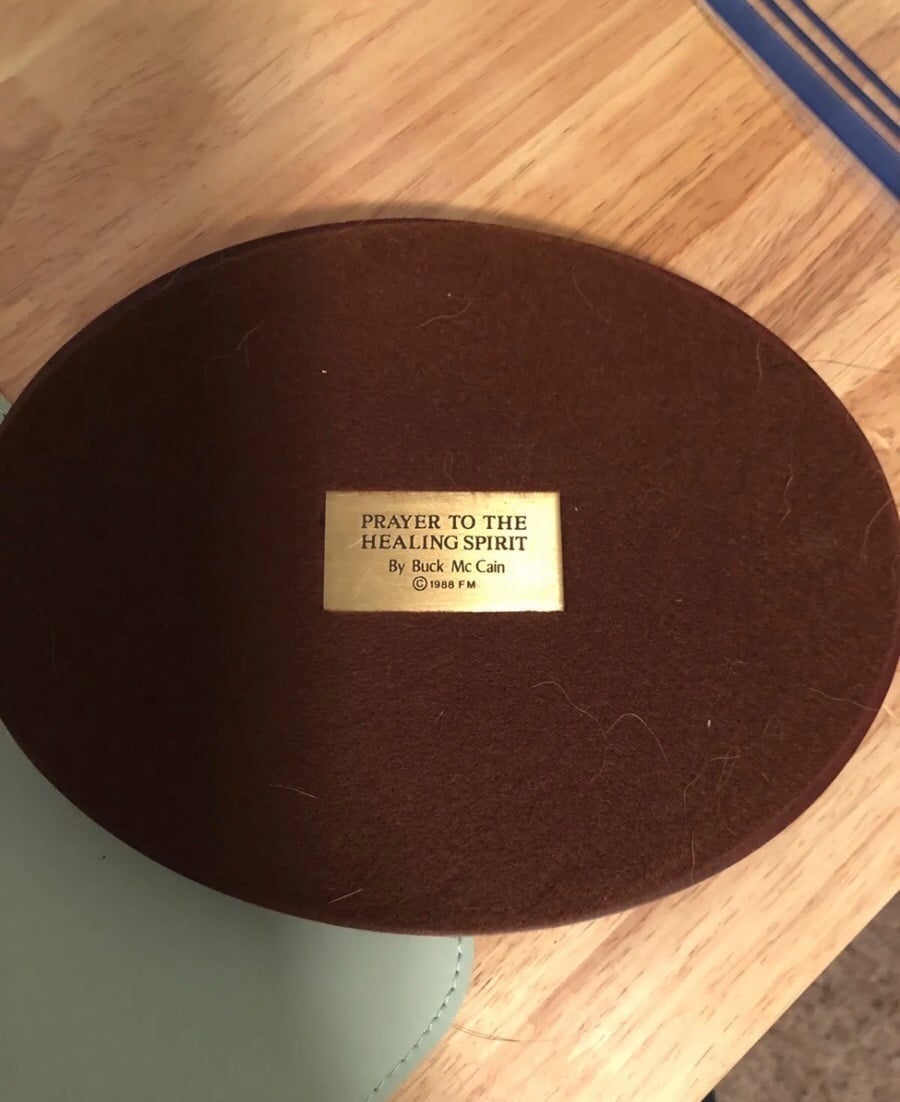 PRAYER TO THE
HEALING SPIRIT
By Buck Mc Cain
©1988 FM